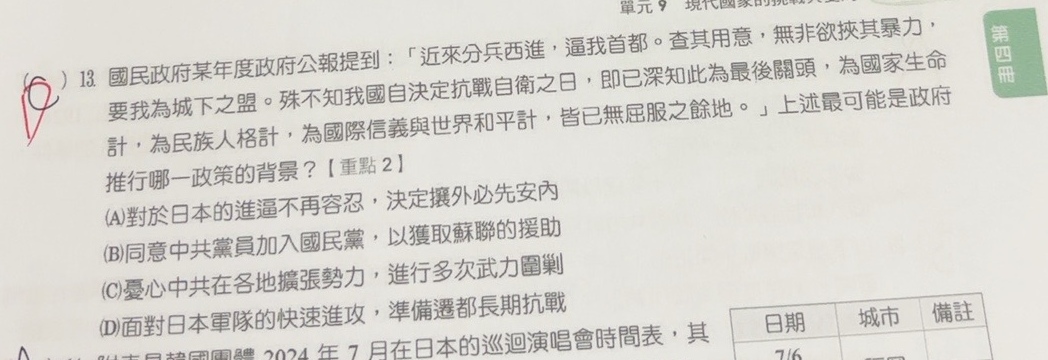 單元 9 現代國家的挑戰
第四冊
( ) 13. 國民政府某年度政府公報提到：「近來分兵西進，逼我首都。查其用意，無非欲挾其暴力，
要我為城下之盟。殊不知我國自決定抗戰自衛之日，即已深知此為最後關頭，為國家生命
計，為民族人格計，為國際信義與世界和平計，皆已無屈服之餘地。」上述最可能是政府
推行哪一政策的背景？【重點 2】
(A)對於日本的進逼不再容忍，決定攘外必先安內
(B)同意中共黨員加入國民黨，以獲取蘇聯的援助
(C)憂心中共在各地擴張勢力，進行多次武力圍剿
(D)面對日本軍隊的快速進攻，準備遷都長期抗戰
附表是韓國團體 2024 年 7 月在日本的巡迴演唱會時間表，其
日期 城市 備註
7/6